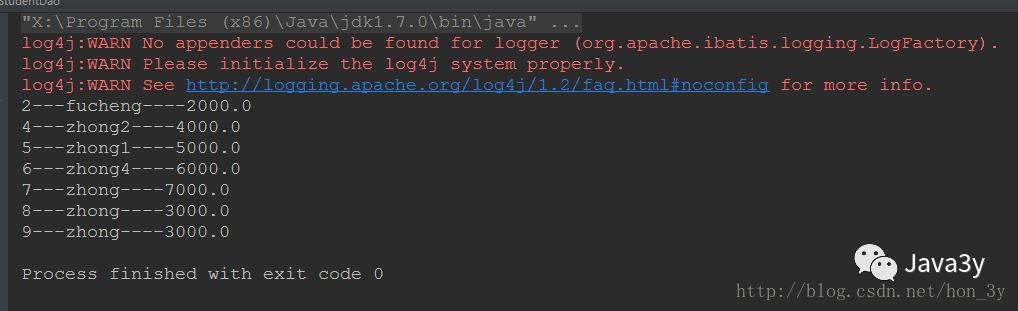 StudentDao
"X:\Program Files (x86)\Java\jdk1.7.0\bin\java" ...
log4j:WARN No appenders could be found for logger (org.apache.ibatis.logging.LogFactory).
log4j:WARN Please initialize the log4j system properly.
log4j:WARN See http://logging.apache.org/log4j/1.2/faq.html#noconfig for more info.
2---fucheng----2000.0
4---zhong2----4000.0
5---zhong1----5000.0
6---zhong4----6000.0
7---zhong----7000.0
8---zhong----3000.0
9---zhong----3000.0
Process finished with exit code 0
Java3y
http://blog.csdn.net/hon_3y